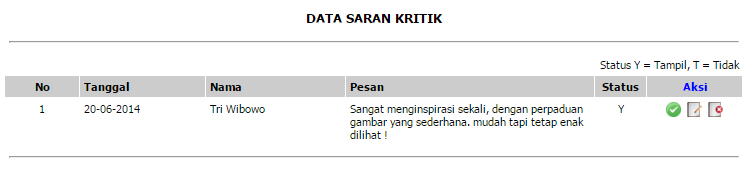 DATA SARAN KRITIK
Status Y = Tampil, T = Tidak
No Tanggal Nama Pesan Status Aksi
1 20-06-2014 Tri Wibowo Sangat menginspirasi sekali, dengan perpaduan Y
gambar yang sederhana. mudah tapi tetap enak
dilihat !